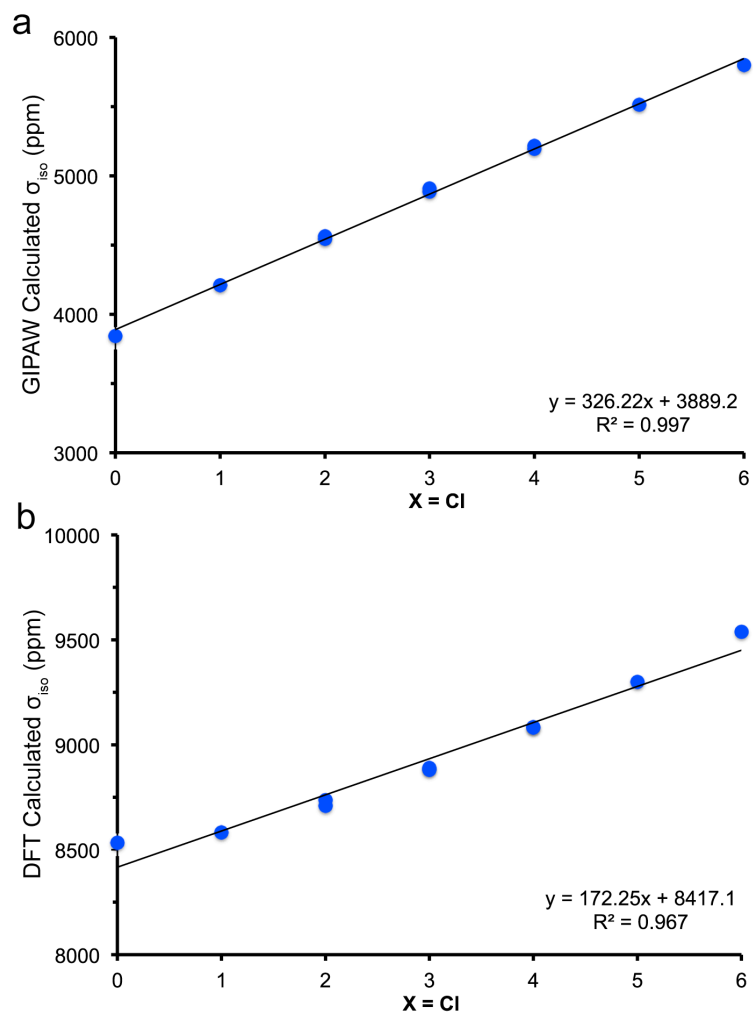 a
6000
5000
4000
3000
GIPAW Calculated σiso (ppm)
y = 326.22x + 3889.2
R² = 0.997
0 1 2 3 4 5 6
X = Cl
b
10000
9500
9000
8500
8000
DFT Calculated σiso (ppm)
y = 172.25x + 8417.1
R² = 0.967
0 1 2 3 4 5 6
X = Cl